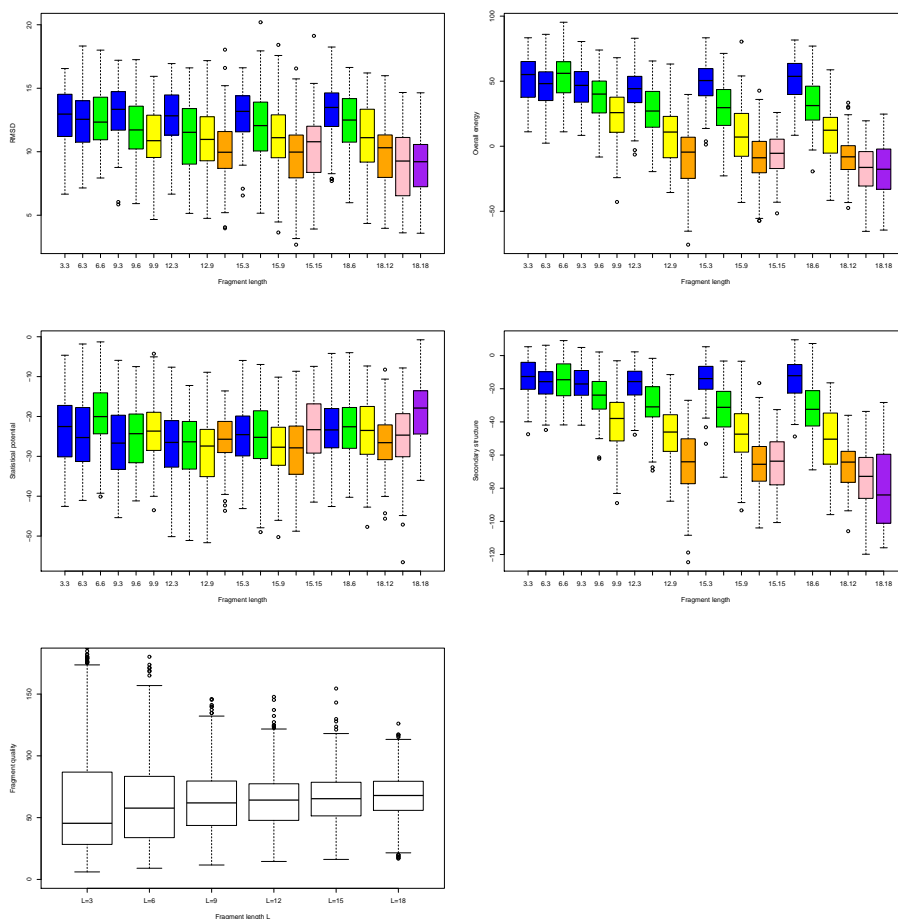 RMSD
20
15
10
5
3.3 6.3 6.6 9.3 9.6 9.9 12.3 12.9 15.3 15.9 15.15 18.6 18.12 18.18
Fragment length
Overall energy
100
50
0
−50
3.3 6.3 6.6 9.3 9.6 9.9 12.3 12.9 15.3 15.9 15.15 18.6 18.12 18.18
Fragment length
Statistical potential
0
−10
−20
−30
−40
−50
3.3 6.3 6.6 9.3 9.6 9.9 12.3 12.9 15.3 15.9 15.15 18.6 18.12 18.18
Fragment length
Secondary structure
−0
−20
−40
−60
−80
−100
−120
3.3 6.3 6.6 9.3 9.6 9.9 12.3 12.9 15.3 15.9 15.15 18.6 18.12 18.18
Fragment length
Fragment quality
150
100
50
0
L=3 L=6 L=9 L=12 L=15 L=18
Fragment length L